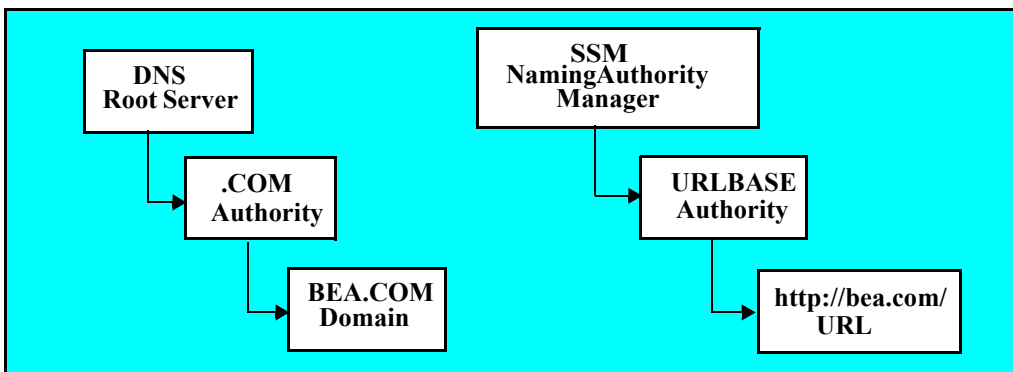 DNS
Root Server
.COM
Authority
BEA.COM
Domain
SSM
NamingAuthority
Manager
URLBASE
Authority
http://bea.com/
URL